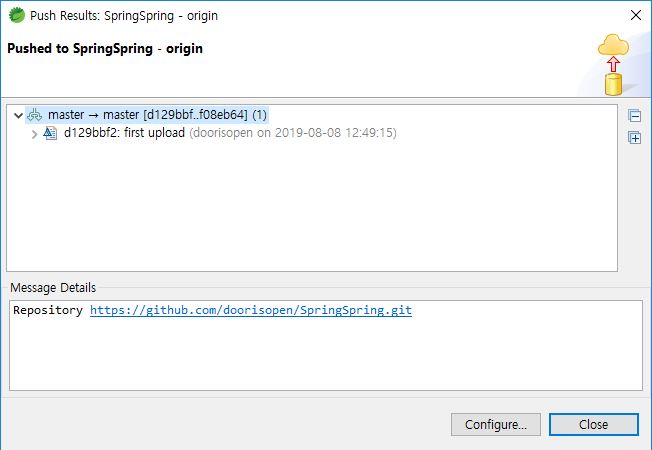 Push Results: SpringSpring - origin
Pushed to SpringSpring - origin
master → master [d129bbf..f08eb64] (1)
d129bbf2: first upload (doorisopen on 2019-08-08 12:49:15)
Message Details
Repository https://github.com/doorisopen/SpringSpring.git
Configure...
Close